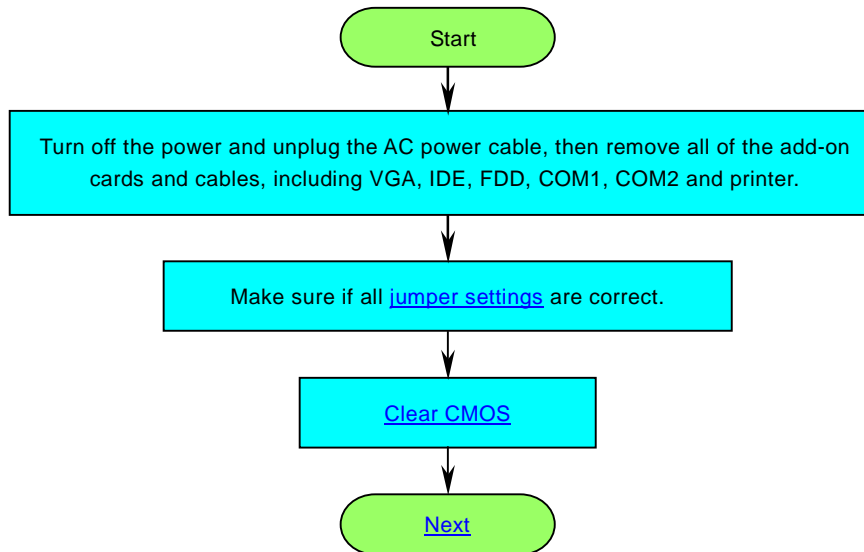 Start
Turn off the power and unplug the AC power cable, then remove all of the add-on
cards and cables, including VGA, IDE, FDD, COM1, COM2 and printer.
Make sure if all jumper settings are correct.
Clear CMOS
Next